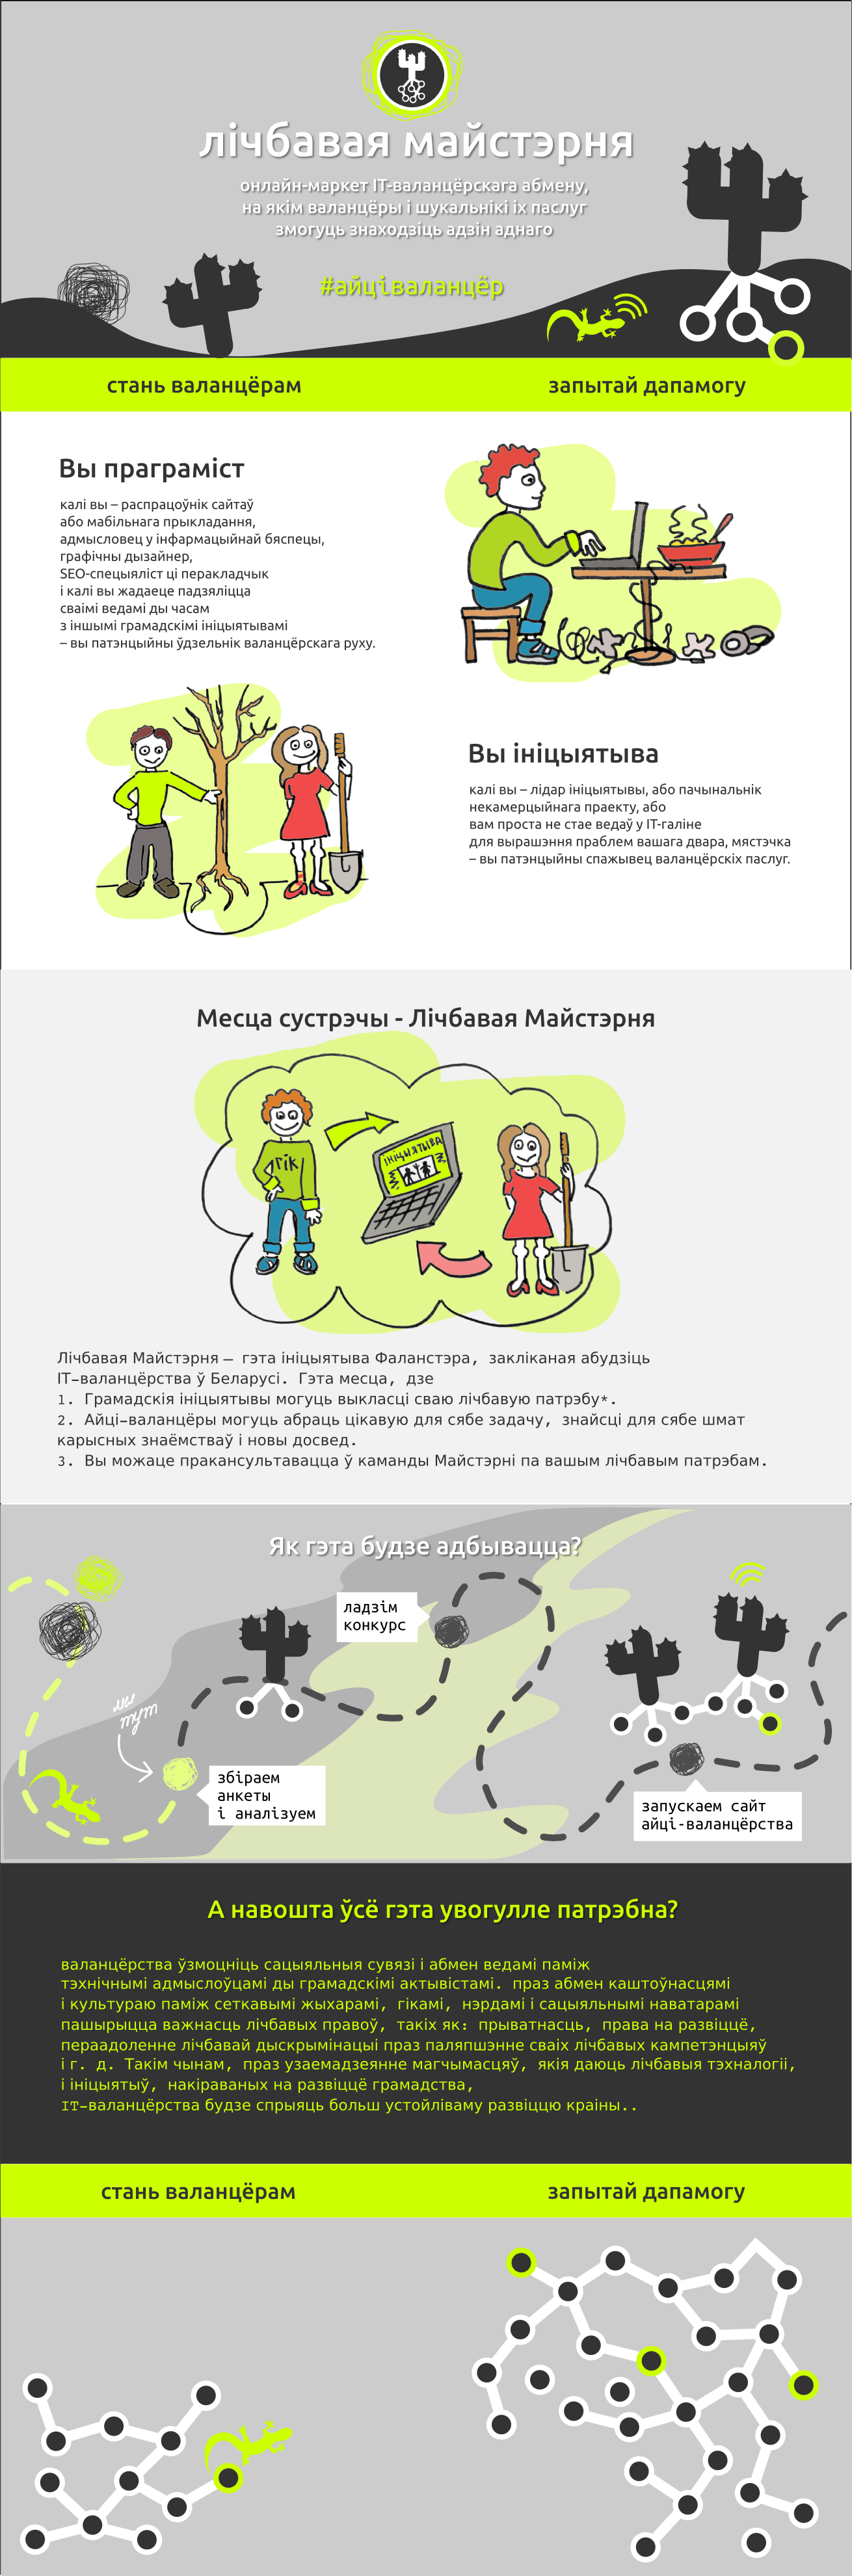 лічбавая майстэрня
онлайн-маркет ІТ-валанцёрскага абмену,
на якім валанцёры і шукальнікі іх паслуг
змогуць знаходзіць адзін аднаго
#айціваланцёр
стань валанцёрам
запытай дапамогу
Вы праграміст
калі вы – распрацоўнік сайтаў
або мабільнага прыкладання,
адмысловец у інфармацыйнай бяспецы,
графічны дызайнер,
SEO-спецыяліст ці перакладчык
і калі вы жадаеце падзяліцца
сваімі ведамі ды часам
з іншымі грамадскімі ініцыятывамі
– вы патэнцыйны ўдзельнік валанцёрскага руху.
Вы ініцыятыва
калі вы – лідар ініцыятывы, або пачынальнік
некамерцыйнага праекту, або
вам проста не стае ведаў у ІТ-галіне
для вырашэння праблем вашага двара, мястэчка
– вы патэнцыйны спажывец валанцёрскіх паслуг.
Месца сустрэчы - Лічбавая Майстэрня
гік
ініцыятыва
Лічбавая Майстэрня – гэта ініцыятыва Фаланстэра, закліканая абудзіць
ІТ-валанцёрства ў Беларусі. Гэта месца, дзе
1. Грамадскія ініцыятывы могуць выкласці сваю лічбавую патрэбу*.
2. Айці-валанцёры могуць абраць цікавую для сябе задачу, знайсці для сябе шмат
карысных знаёмстваў і новы досвед.
3. Вы можаце пракансультавацца ў каманды Майстэрні па вашым лічбавым патрэбам.
Як гэта будзе адбывацца?
ладзім
конкурс
мы
тут
збіраем
анкеты
і аналізуем
запускаем сайт
айці-валанцёрства
А навошта ўсё гэта увогулле патрэбна?
валанцёрства ўзмоцніць сацыяльныя сувязі і абмен ведамі паміж
тэхнічнымі адмыслоўцамі ды грамадскімі актывістамі. праз абмен каштоўнасцямі
і культураю паміж сеткавымі жыхарамі, гікамі, нэрдамі і сацыяльнымі наватарамі
пашырыцца важнасць лічбавых правоў, такіх як: прыватнасць, права на развіццё,
пераадоленне лічбавай дыскрымінацыі праз паляпшэнне сваіх лічбавых кампетэнцыяў
і г. д. Такім чынам, праз узаемадзеянне магчымасцяў, якія даюць лічбавыя тэхналогіі,
і ініцыятыў, накіраваных на развіццё грамадства,
ІТ-валанцёрства будзе спрыяць больш устойліваму развіццю краіны..
стань валанцёрам
запытай дапамогу